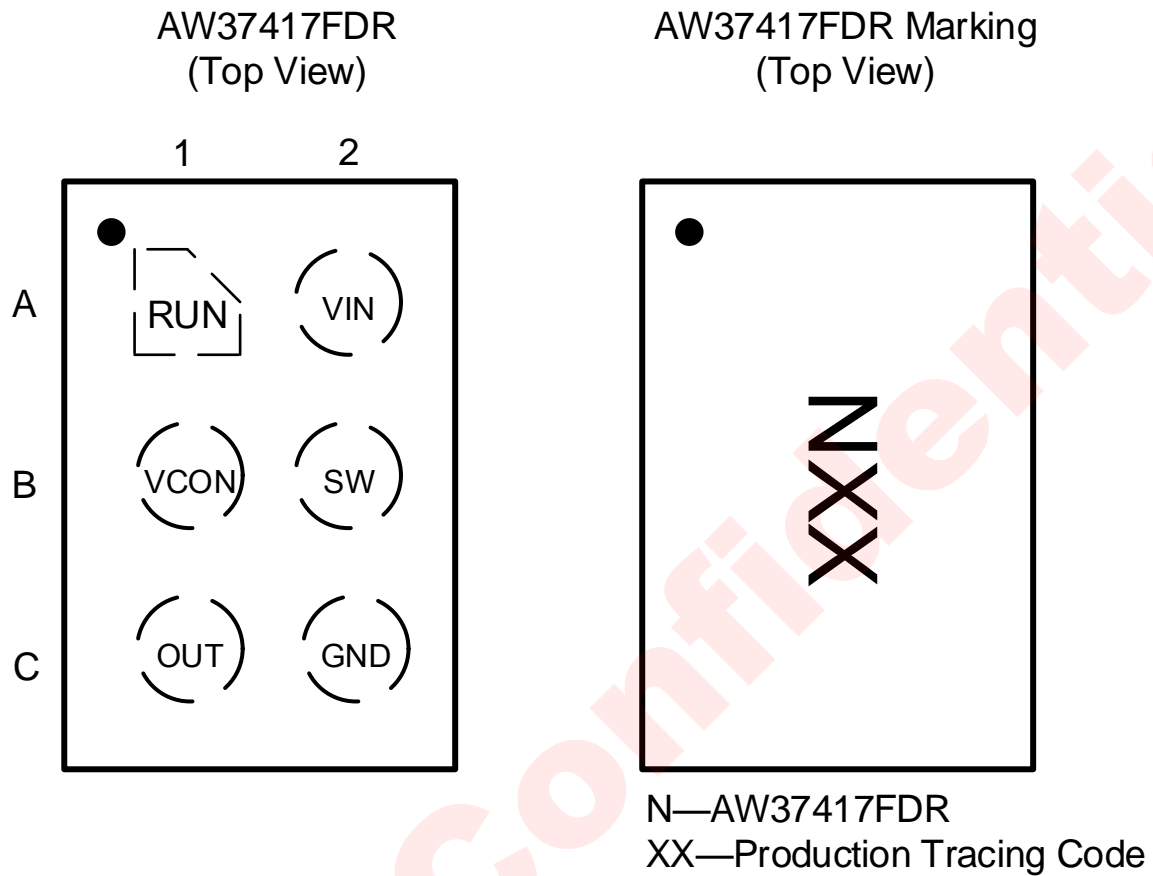 AW37417FDR
(Top View)
1 2
A RUN VIN
B VCON SW
C OUT GND
AW37417FDR Marking
(Top View)
NXX
N—AW37417FDR
XX—Production Tracing Code
Confidentia